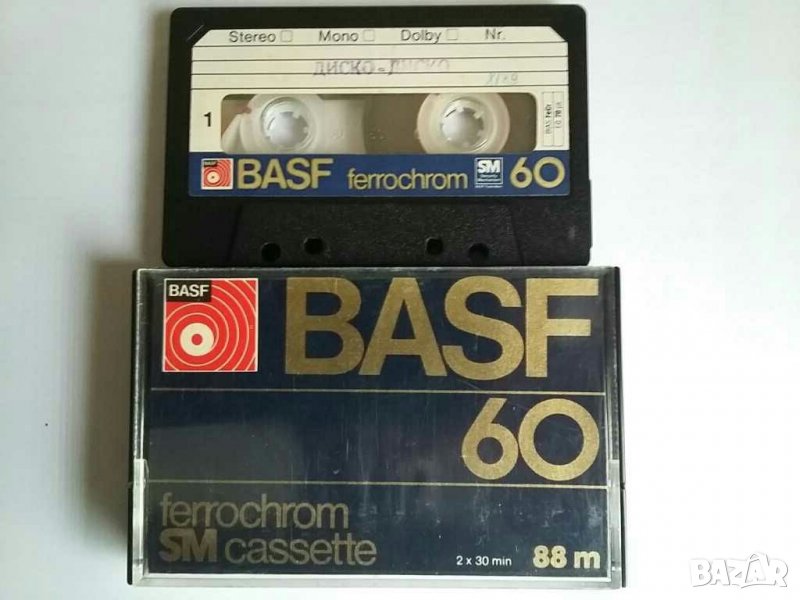 Stereo Mono Dolby Nr.
ДИСКО-ДИСКО
1
BASF
BASF ferrochrom SM 60
BASF
BASF
60
ferrochrom
SM cassette
2 x 30 min 88 m
BAZAR